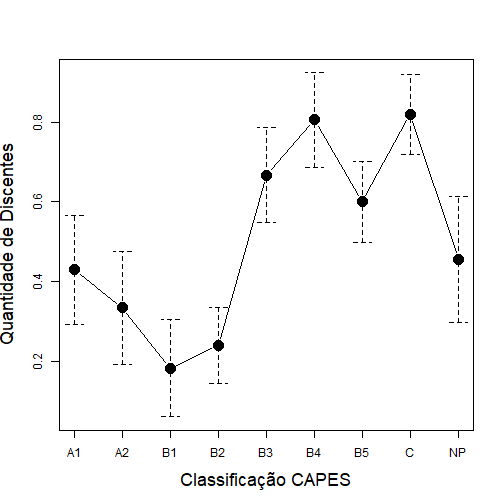 Quantidade de Discentes
0.8
0.6
0.4
0.2
A1 A2 B1 B2 B3 B4 B5 C NP
Classificação CAPES